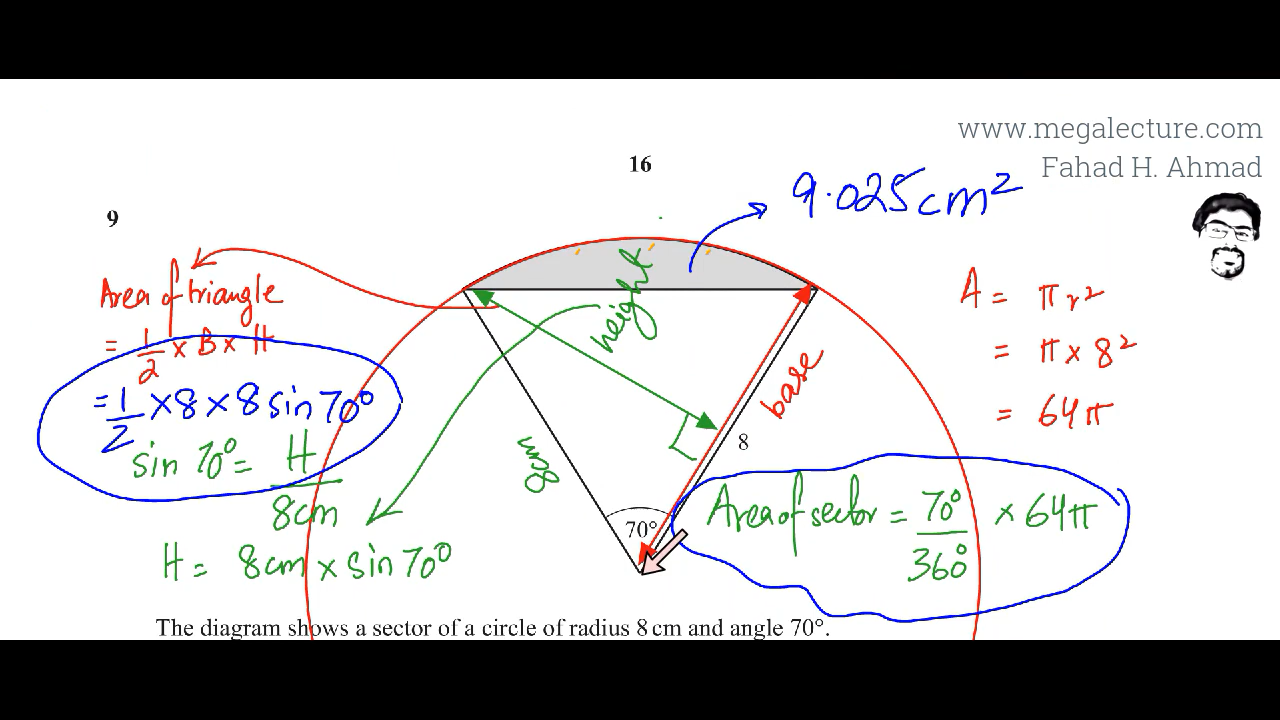 www.megalecture.com
Fahad H. Ahmad
16
9
9.025cm²
Area of triangle
= 1/2 × B × H
= 1/2 × 8 × 8 sin 70°
sin 70° = H/8cm
H = 8cm × sin 70°
height
base
8cm
8
70°
A = πr²
= π × 8²
= 64π
Area of sector = 70°/360° × 64π
The diagram shows a sector of a circle of radius 8 cm and angle 70°.